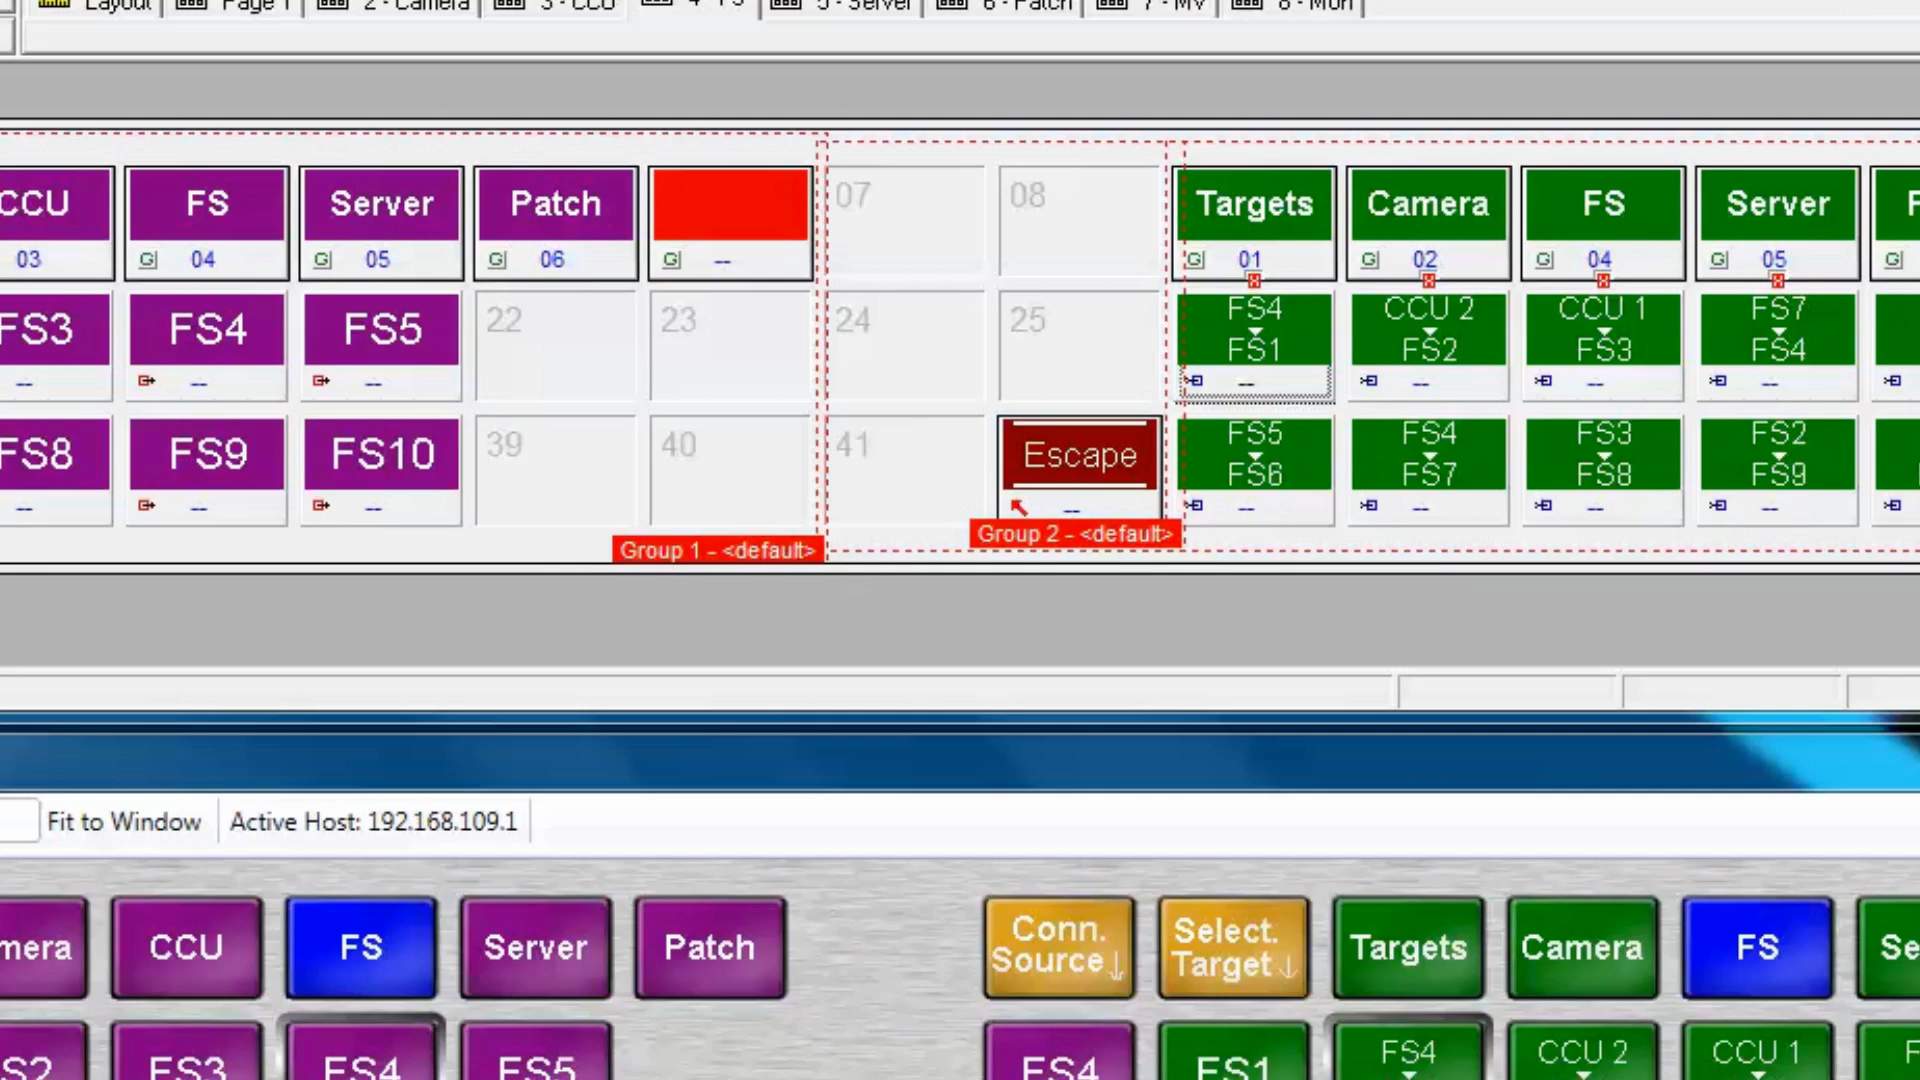 Layout Page 1 2 - Camera 3 - CCU 4 - FS 5 - Server 6 - Patch 7 - MV 8 - Mon
CCU FS Server Patch 07 08 Targets Camera FS Server
03 04 05 06 -- 01 02 04 05
FS3 FS4 FS5 22 23 24 25 FS4 CCU 2 CCU 1 FS7
FS1 FS2 FS3 FS4
-- -- -- -- -- -- --
FS8 FS9 FS10 39 40 41 Escape FS5 FS4 FS3 FS2
FS6 FS7 FS8 FS9
-- -- -- -- -- -- -- --
Group 1 - <default> Group 2 - <default>
Fit to Window Active Host: 192.168.109.1
mera CCU FS Server Patch Conn. Source↓ Select. Target↓ Targets Camera FS Se
S2 FS3 FS4 FS5 FS4 FS1 FS4 CCU 2 CCU 1